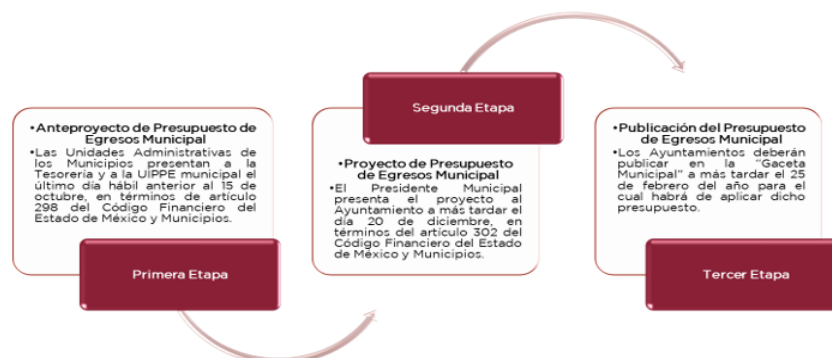 •Anteproyecto de Presupuesto de
Egresos Municipal
•Las Unidades Administrativas de
los Municipios presentan a la
Tesorería y a la UIPPE municipal el
último día hábil anterior al 15 de
octubre, en términos de artículo
298 del Código Financiero del
Estado de México y Municipios.
Primera Etapa
Segunda Etapa
•Proyecto de Presupuesto
de Egresos Municipal
•El Presidente Municipal
presenta el proyecto al
Ayuntamiento a más tardar el
día 20 de diciembre, en
términos del artículo 302 del
Código Financiero del Estado
de México y Municipios.
•Publicación del Presupuesto
de Egresos Municipal
•Los Ayuntamientos deberán
publicar en la "Gaceta
Municipal" a más tardar el 25
de febrero del año para el
cual habrá de aplicar dicho
presupuesto.
Tercer Etapa